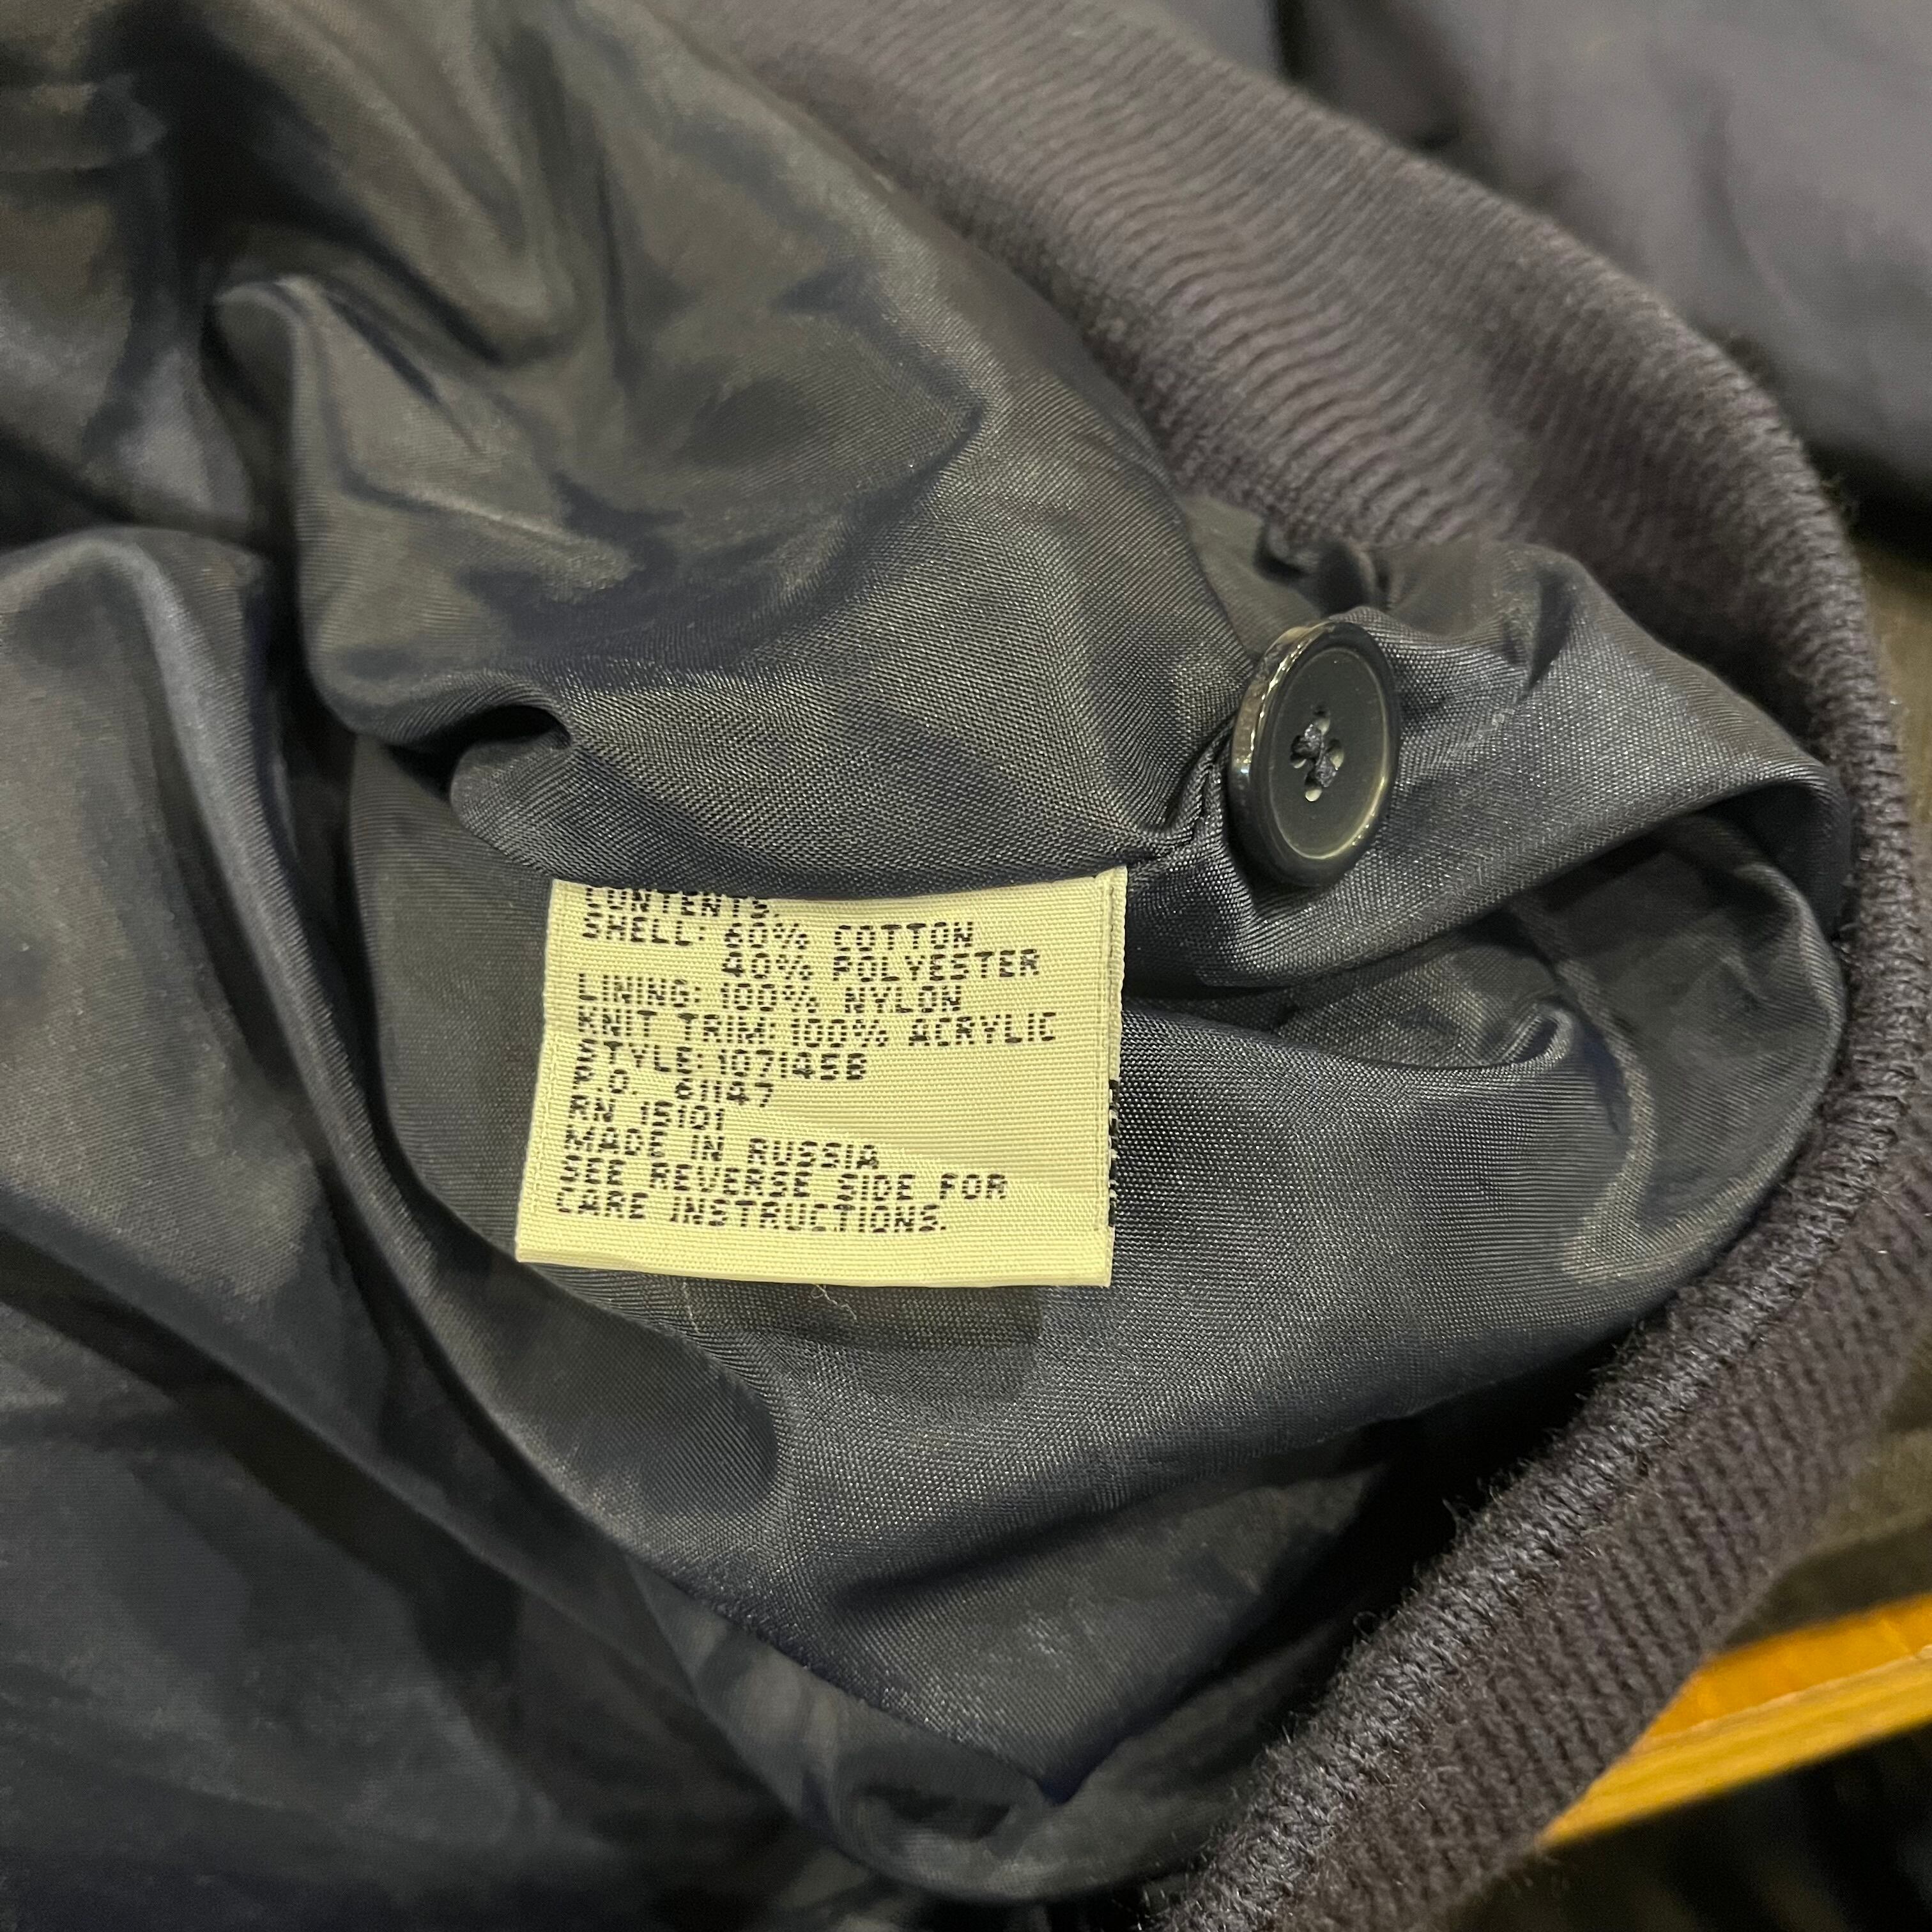 CONTENTS:
SHELL: 60% COTTON
40% POLYESTER
LINING: 100% NYLON
KNIT TRIM: 100% ACRYLIC
STYLE: 107145B
P.O. 61147
RN 15101
MADE IN RUSSIA
SEE REVERSE SIDE FOR
CARE INSTRUCTIONS.